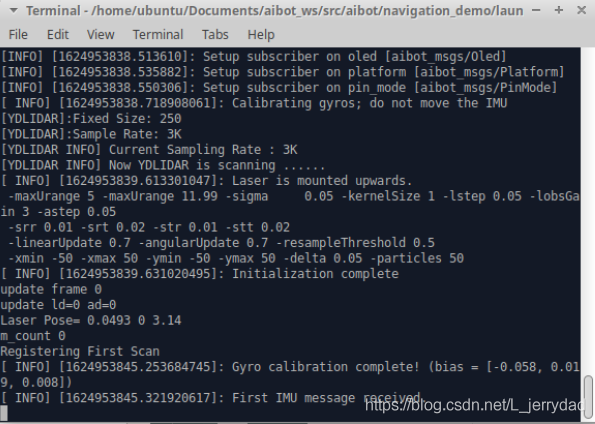 Terminal - /home/ubuntu/Documents/aibot_ws/src/aibot/navigation_demo/laun
File Edit View Terminal Tabs Help
[INFO] [1624953838.513610]: Setup subscriber on oled [aibot_msgs/Oled]
[INFO] [1624953838.535882]: Setup subscriber on platform [aibot_msgs/Platform]
[INFO] [1624953838.550306]: Setup subscriber on pin_mode [aibot_msgs/PinMode]
[ INFO] [1624953838.718908061]: Calibrating gyros; do not move the IMU
[YDLIDAR]:Fixed Size: 250
[YDLIDAR]:Sample Rate: 3K
[YDLIDAR INFO] Current Sampling Rate : 3K
[YDLIDAR INFO] Now YDLIDAR is scanning ......
[ INFO] [1624953839.613301047]: Laser is mounted upwards.
-maxUrange 5 -maxUrange 11.99 -sigma     0.05 -kernelSize 1 -lstep 0.05 -lobsGa
in 3 -astep 0.05
-srr 0.01 -srt 0.02 -str 0.01 -stt 0.02
-linearUpdate 0.7 -angularUpdate 0.7 -resampleThreshold 0.5
-xmin -50 -xmax 50 -ymin -50 -ymax 50 -delta 0.05 -particles 50
[ INFO] [1624953839.631020495]: Initialization complete
update frame 0
update ld=0 ad=0
Laser Pose= 0.0493 0 3.14
m_count 0
Registering First Scan
[ INFO] [1624953845.253684745]: Gyro calibration complete! (bias = [-0.058, 0.01
9, 0.008])
[ INFO] [1624953845.321920617]: First IMU message received.
https://blog.csdn.net/L_jerrydad